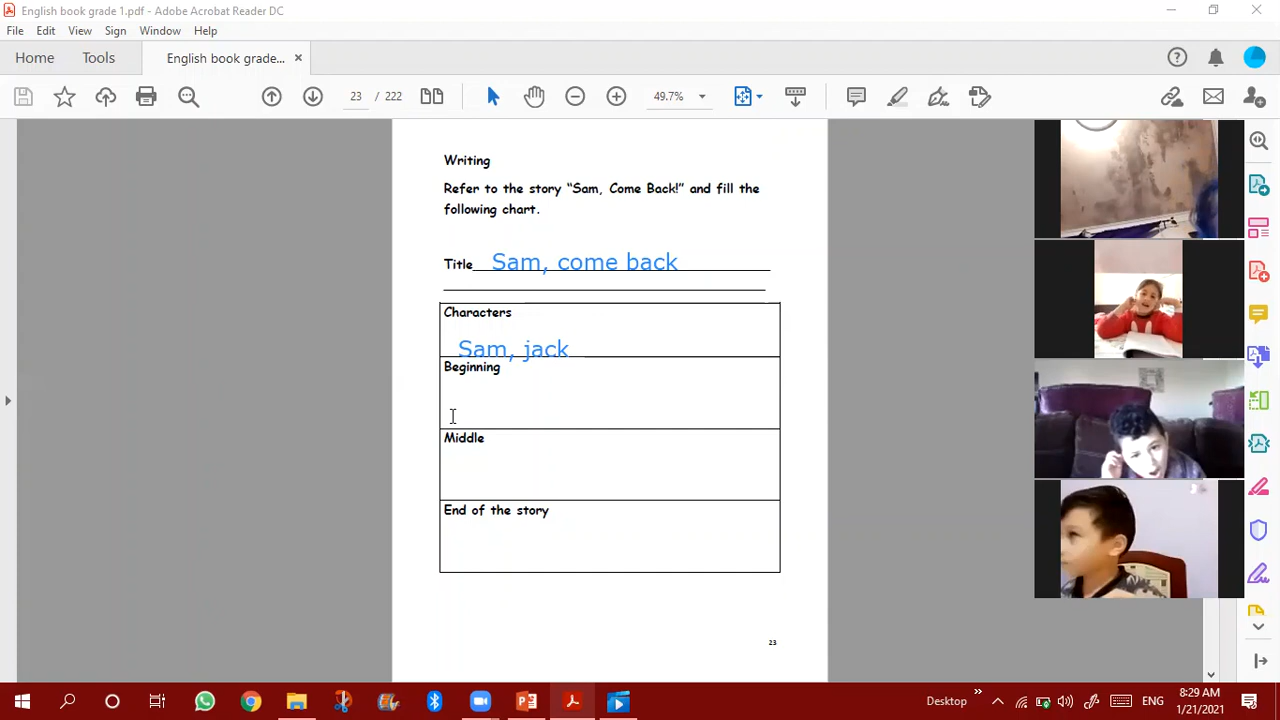 English book grade 1.pdf - Adobe Acrobat Reader DC
File Edit View Sign Window Help
Home Tools English book grade... ×
23 / 222 49.7%
Writing
Refer to the story “Sam, Come Back!” and fill the
following chart.
Title Sam, come back
Characters
Sam, jack
Beginning
Middle
End of the story
23
Desktop » ENG 8:29 AM
1/21/2021